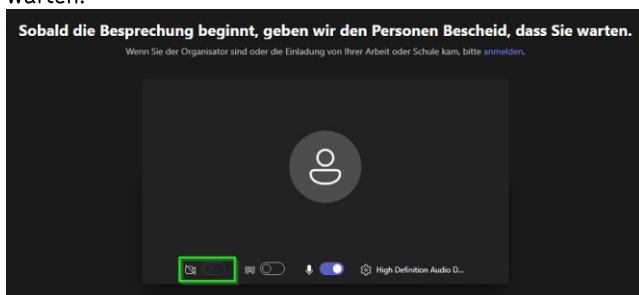 Sobald die Besprechung beginnt, geben wir den Personen Bescheid, dass Sie warten.
Wenn Sie der Organisator sind oder die Einladung von Ihrer Arbeit oder Schule kam, bitte anmelden.
High Definition Audio D...